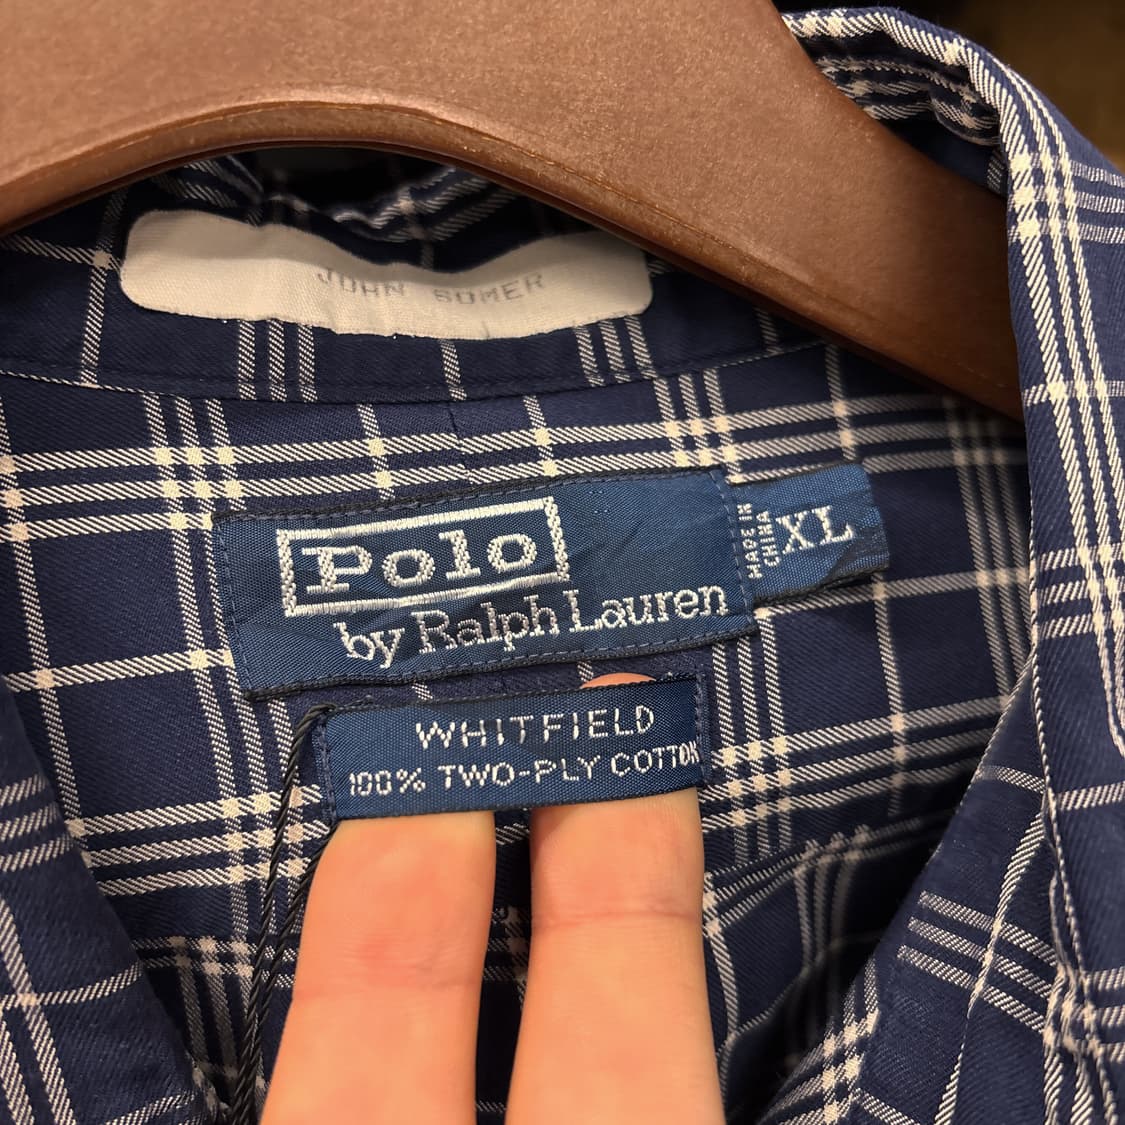 JOHN SOMER
Polo
by Ralph Lauren
MADE IN
CHINA
XL
WHITFIELD
100% TWO-PLY COTTON